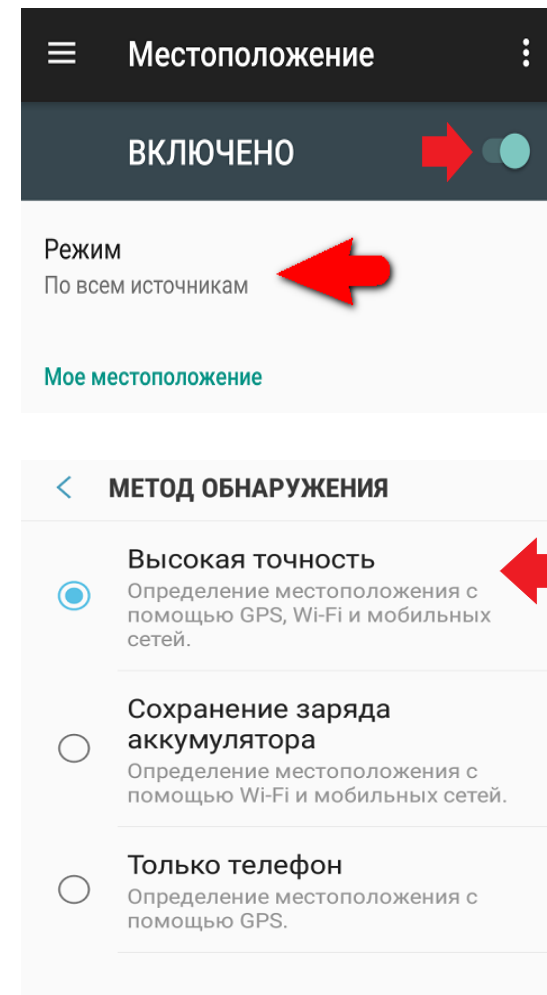 Местоположение
ВКЛЮЧЕНО
Режим
По всем источникам
Мое местоположение
МЕТОД ОБНАРУЖЕНИЯ
Высокая точность
Определение местоположения с
помощью GPS, Wi-Fi и мобильных
сетей.
Сохранение заряда
аккумулятора
Определение местоположения с
помощью Wi-Fi и мобильных сетей.
Только телефон
Определение местоположения с
помощью GPS.